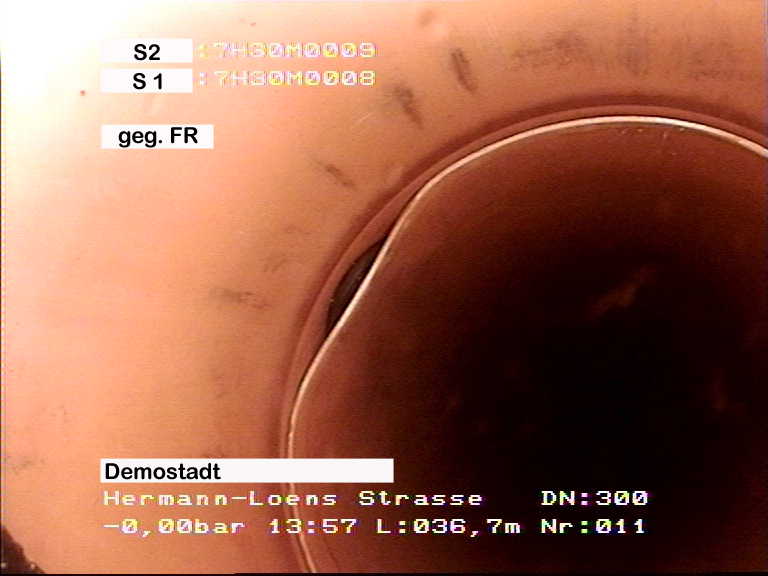 S2 :7H30M0009
S 1 :7H30M0008
geg. FR
Demostadt
Hermann-Loens Strasse DN:300
-0,00bar 13:57 L:036,7m Nr:011